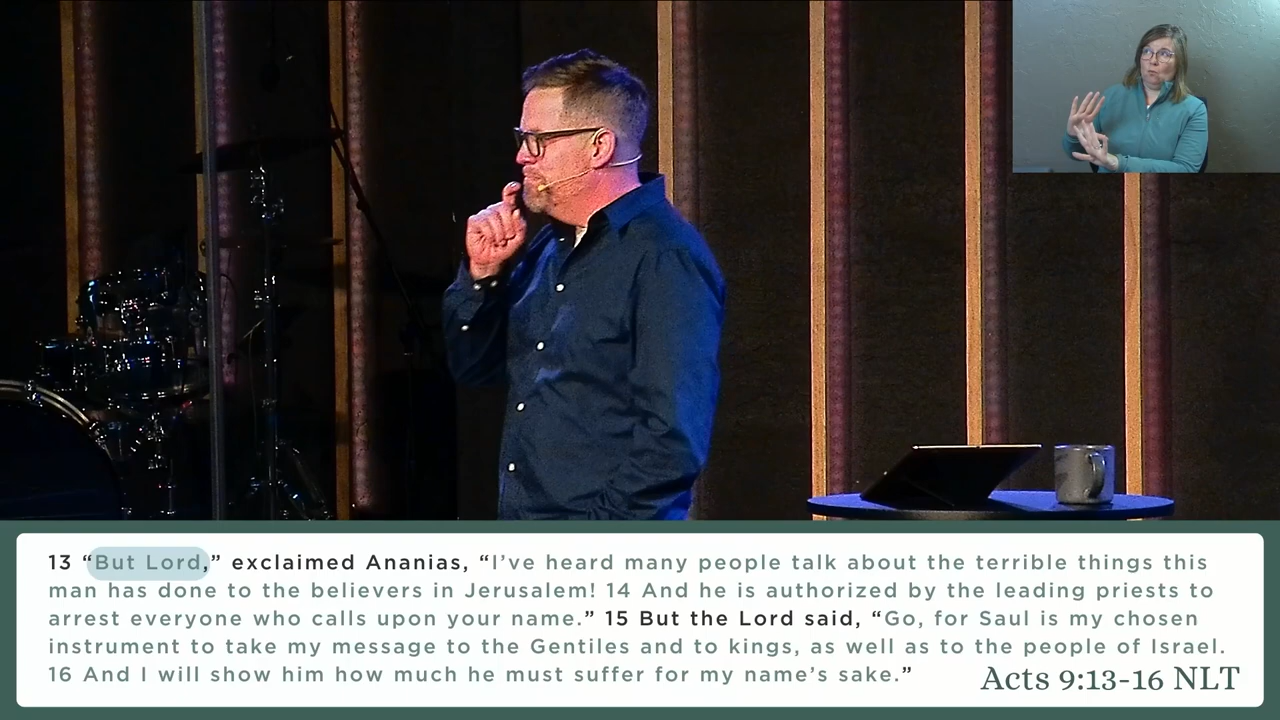 13 “But Lord,” exclaimed Ananias, “I’ve heard many people talk about the terrible things this
man has done to the believers in Jerusalem! 14 And he is authorized by the leading priests to
arrest everyone who calls upon your name.” 15 But the Lord said, “Go, for Saul is my chosen
instrument to take my message to the Gentiles and to kings, as well as to the people of Israel.
16 And I will show him how much he must suffer for my name’s sake.”
Acts 9:13-16 NLT